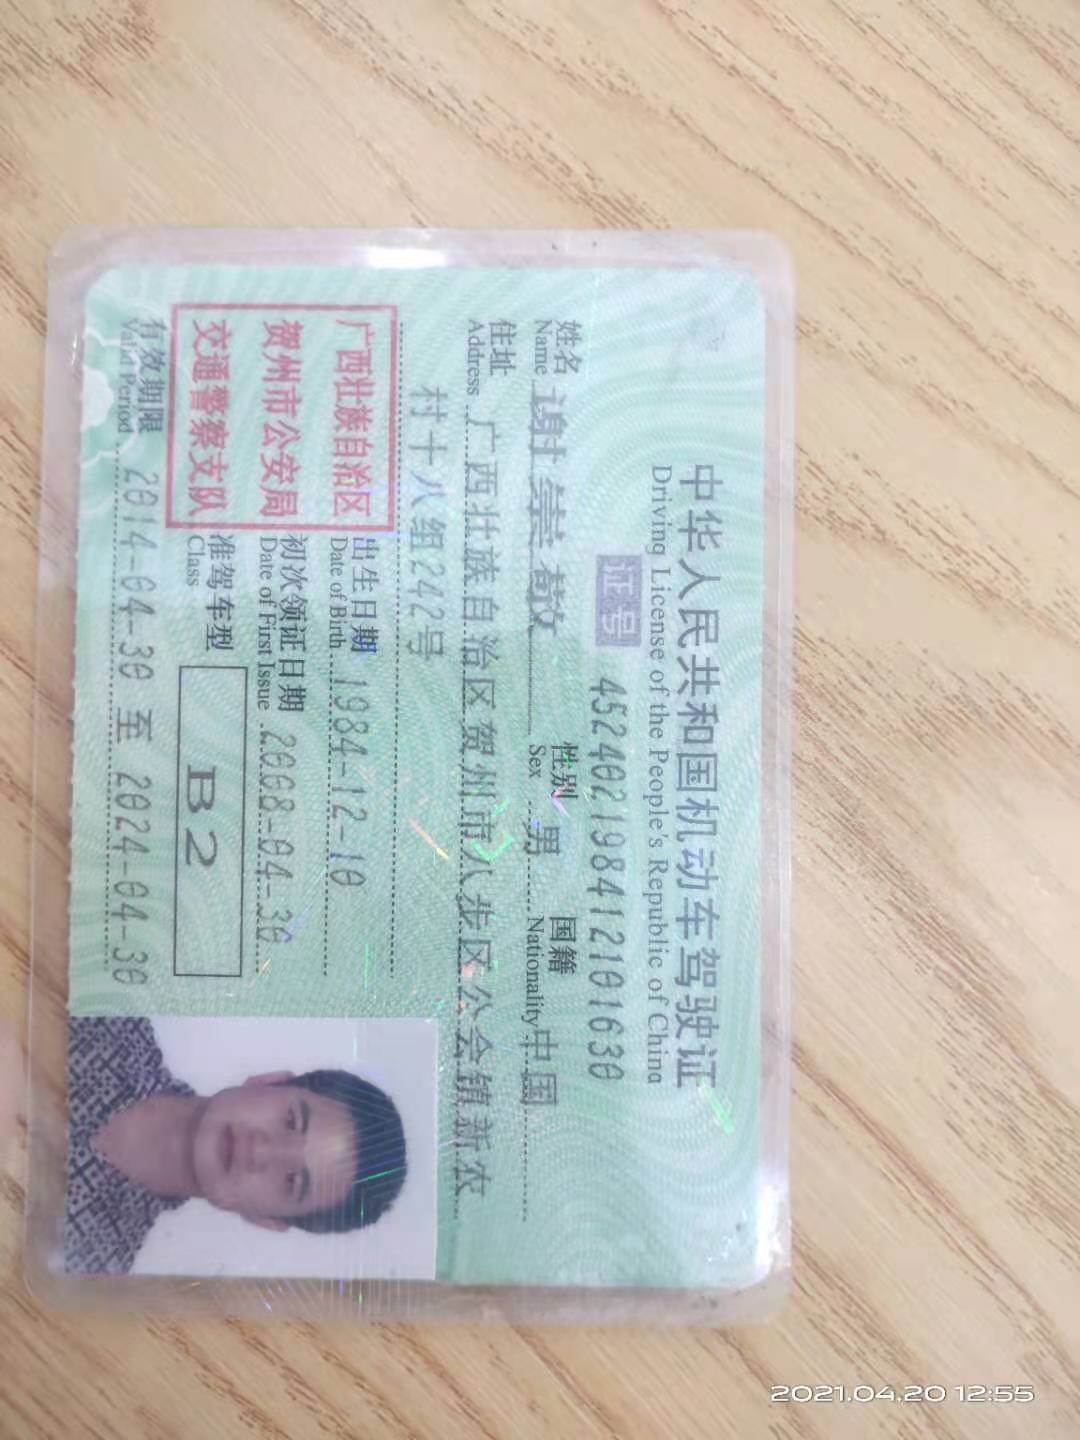 中华人民共和国机动车驾驶证
Driving License of the People's Republic of China
证号 452402198412101630
姓名 谢崇敬 性别 男 国籍 中国
Name Sex Nationality
住址 广西壮族自治区贺州市八步区公会镇新农
Address
村十八组242号
广西壮族自治区
贺州市公安局
交通警察支队
出生日期 1984-12-10
Date of Birth
初次领证日期 2008-04-30
Date of First Issue
准驾车型 B2
Class
有效期限 2014-04-30 至 2024-04-30
Valid Period
2021.04.20 12:55